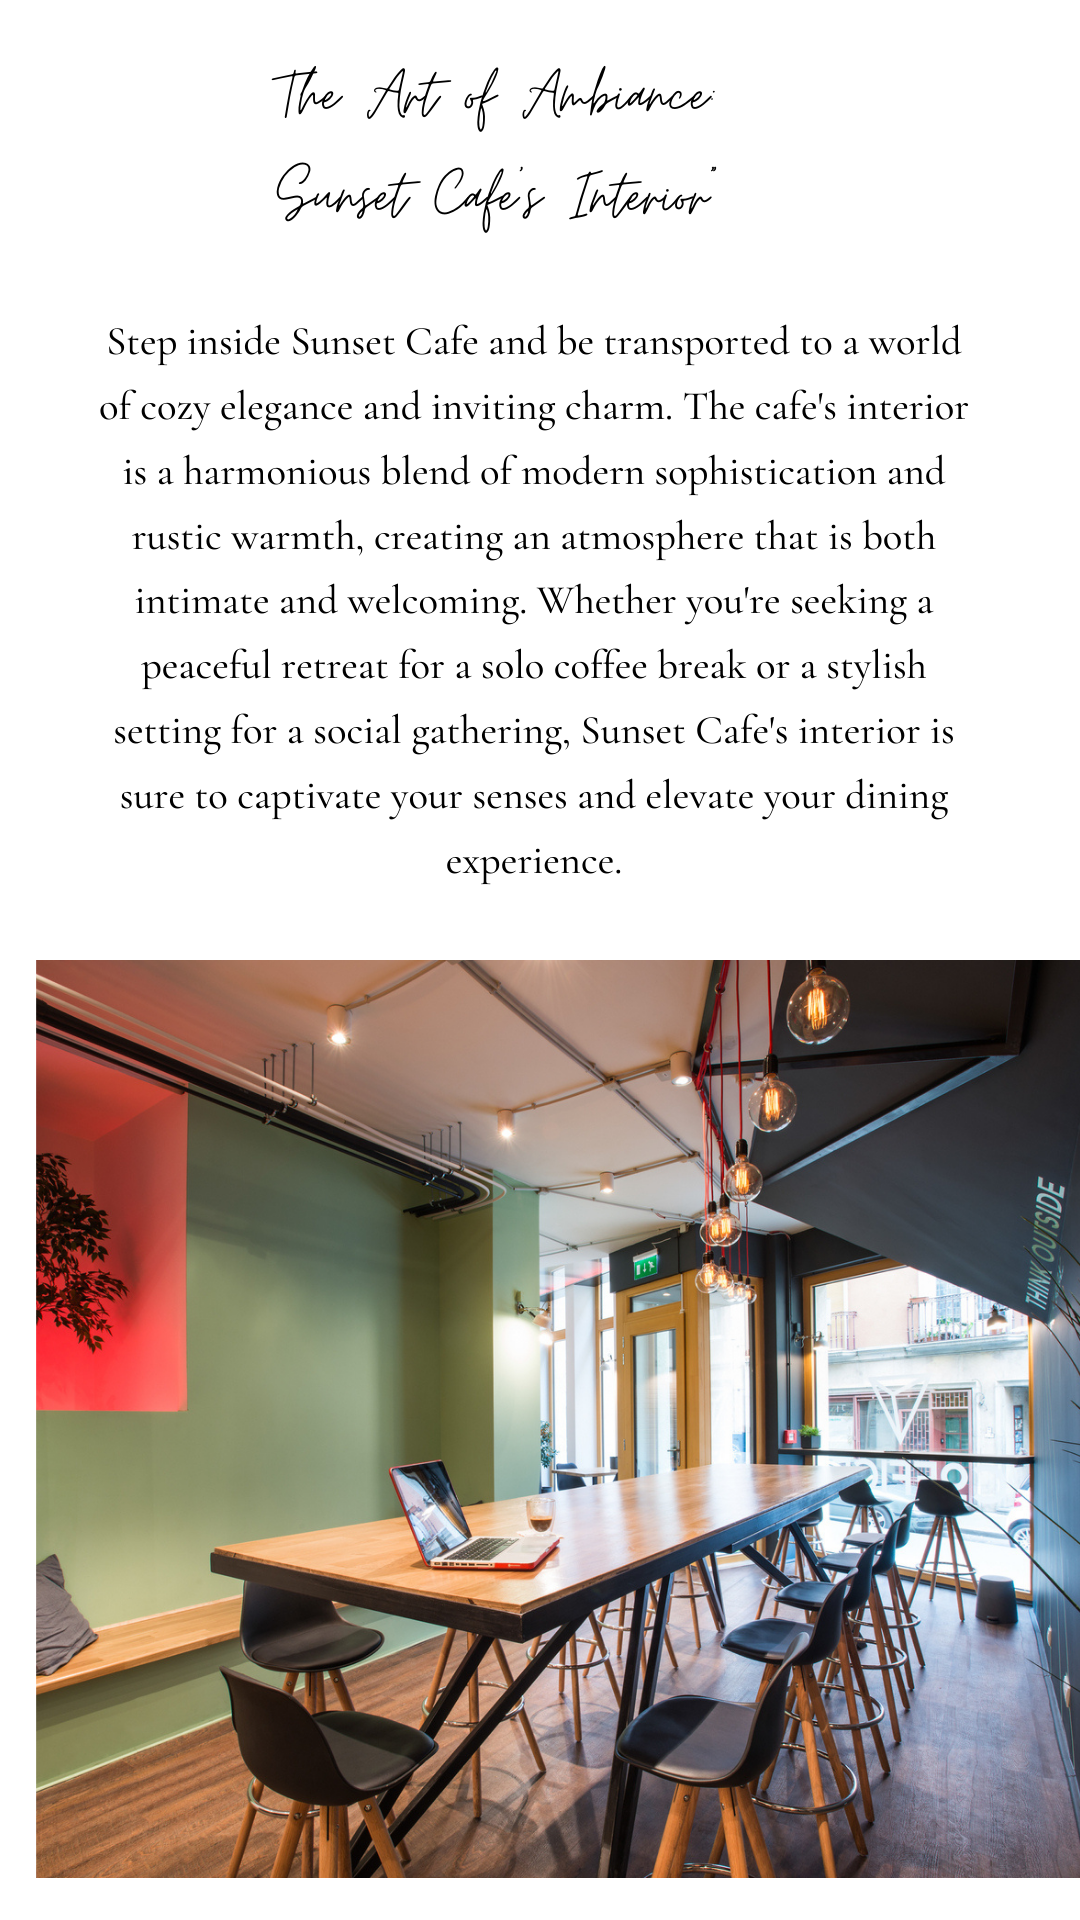 The Art of Ambiance:
Sunset Cafe's Interior"
Step inside Sunset Cafe and be transported to a world
of cozy elegance and inviting charm. The cafe's interior
is a harmonious blend of modern sophistication and
rustic warmth, creating an atmosphere that is both
intimate and welcoming. Whether you're seeking a
peaceful retreat for a solo coffee break or a stylish
setting for a social gathering, Sunset Cafe's interior is
sure to captivate your senses and elevate your dining
experience.
THINK OUTSIDE